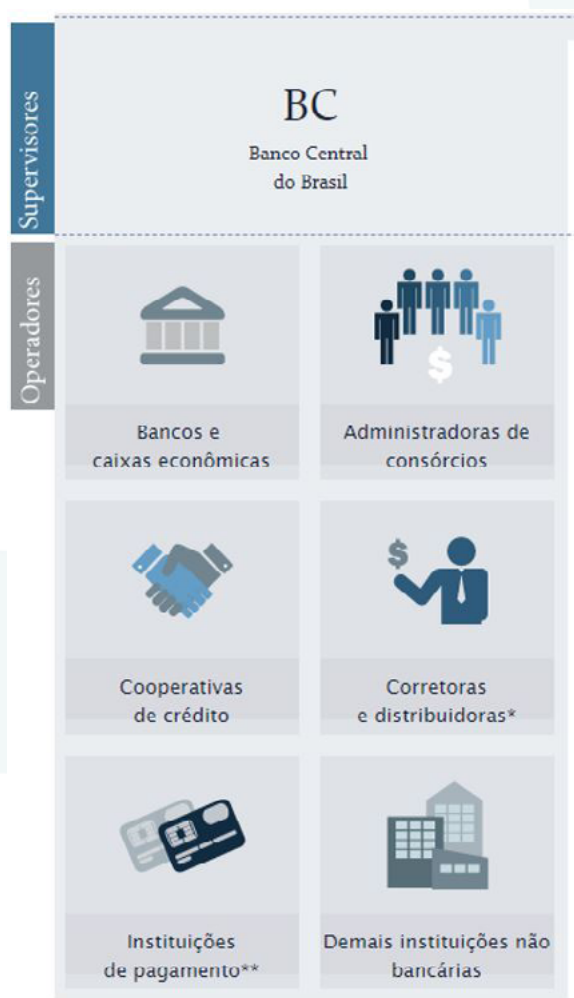 Supervisores
BC
Banco Central
do Brasil
Operadores
$
Bancos e
caixas econômicas
Administradoras de
consórcios
$
Cooperativas
de crédito
Corretoras
e distribuidoras*
Instituições
de pagamento**
Demais instituições não
bancárias